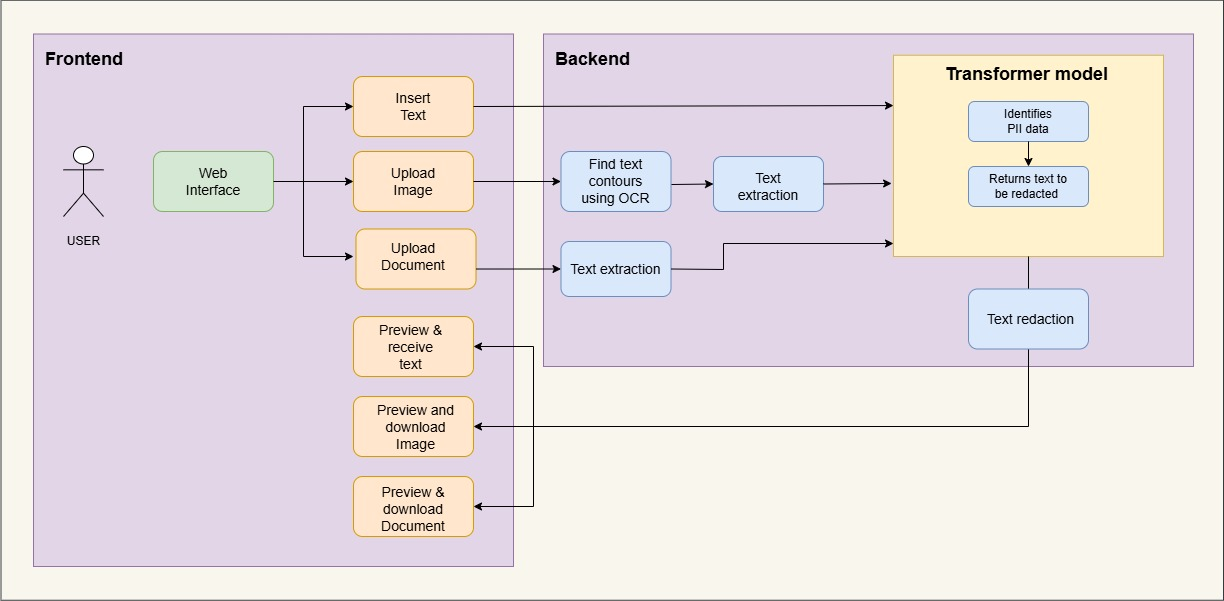 Frontend
Backend
Transformer model
Insert
Text
Identifies
PII data
Web
Interface
Upload
Image
Find text
contours
using OCR
Text
extraction
Returns text to
be redacted
USER
Upload
Document
Text extraction
Text redaction
Preview &
receive
text
Preview and
download
Image
Preview &
download
Document